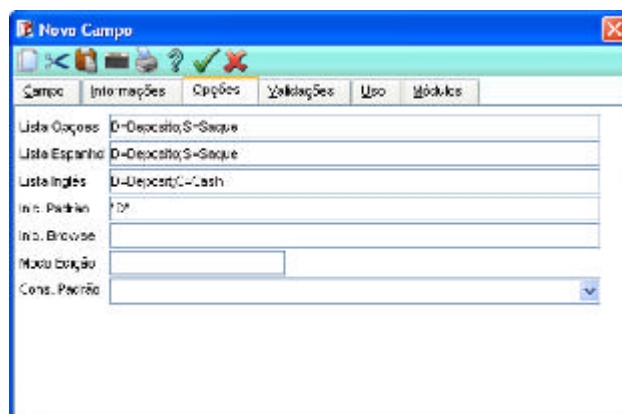 Novo Campo
Campo Informações Opções Validações Uso Módulos
Lista Opções D=Deposito;S=Saque
Lista Espanhol D=Deposito;S=Saque
Lista Inglês D=Deposit;C=Cash
Inic. Padrão "D"
Inic. Browse
Modo Edição
Cons. Padrão